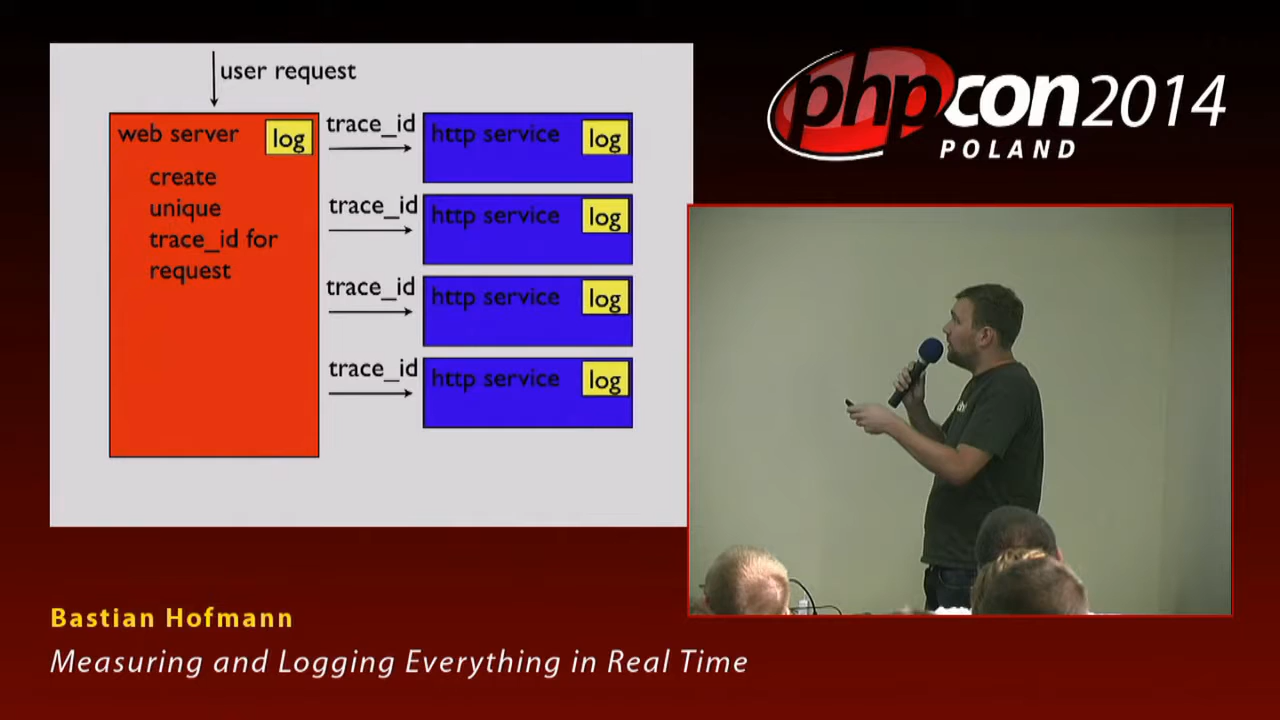 user request
web server
log
create
unique
trace_id for
request
trace_id
http service
log
trace_id
http service
log
trace_id
http service
log
trace_id
http service
log
phpcon 2014
POLAND
Bastian Hofmann
Measuring and Logging Everything in Real Time